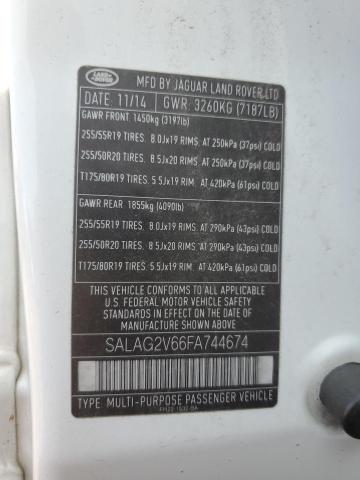 LAND ROVER
MFD BY JAGUAR LAND ROVER LTD
DATE: 11/14 GWR: 3260KG (7187LB)
GAWR FRONT: 1450kg (3197lb)
255/55R19 TIRES. 8.0Jx19 RIMS. AT 250kPa (37psi) COLD
255/50R20 TIRES. 8.5Jx20 RIMS. AT 250kPa (37psi) COLD
T175/80R19 TIRES. 5.5Jx19 RIM. AT 420kPa (61psi) COLD
GAWR REAR: 1855kg (4090lb)
255/55R19 TIRES. 8.0Jx19 RIMS. AT 290kPa (43psi) COLD
255/50R20 TIRES. 8.5Jx20 RIMS. AT 290kPa (43psi) COLD
T175/80R19 TIRES. 5.5Jx19 RIM. AT 420kPa (61psi) COLD
THIS VEHICLE CONFORMS TO ALL APPLICABLE
U.S. FEDERAL MOTOR VEHICLE SAFETY AND
BUMPER STANDARDS IN EFFECT ON THE DATE
OF MANUFACTURE SHOWN ABOVE
SALAG2V66FA744674
TYPE: MULTI-PURPOSE PASSENGER VEHICLE